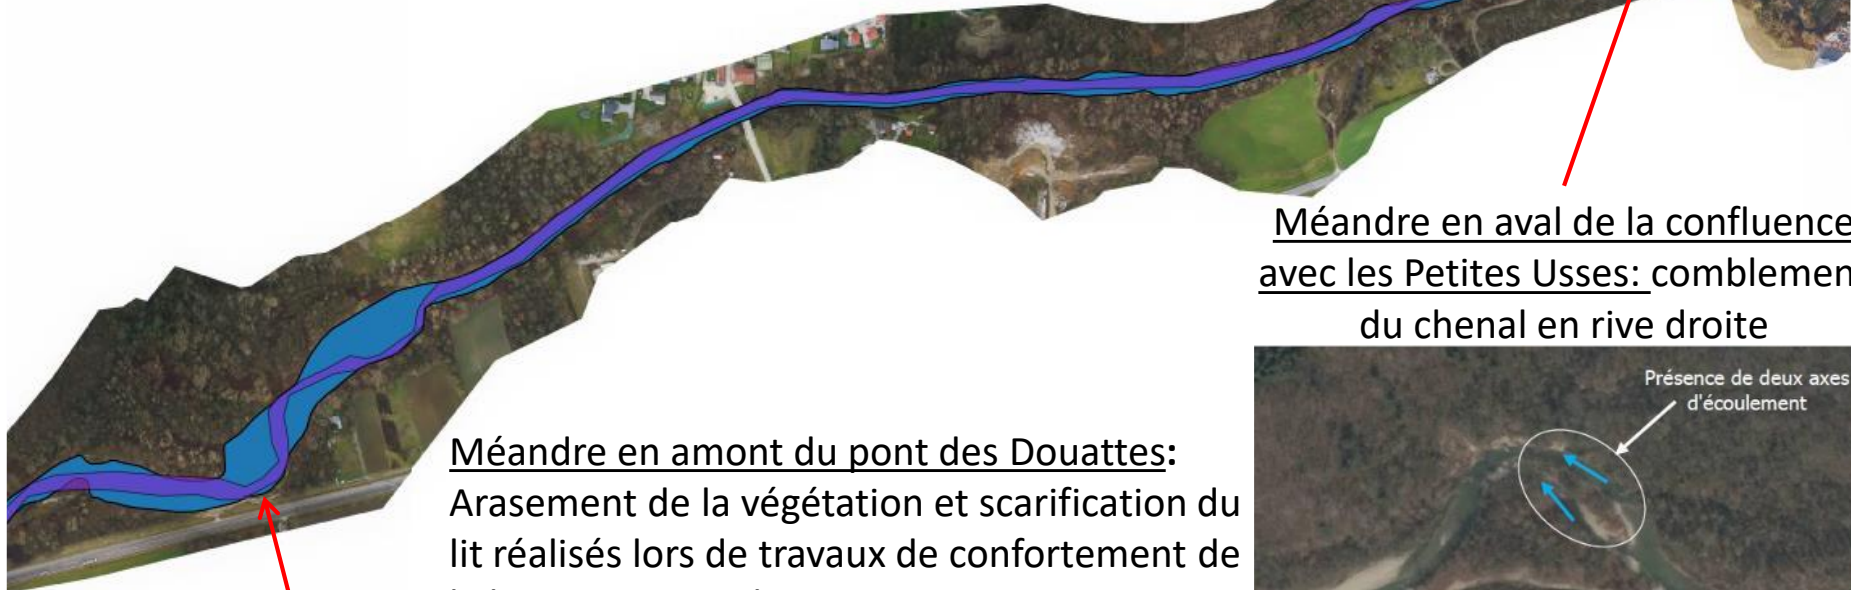 Méandre en aval de la confluence
avec les Petites Usses: comblemen
du chenal en rive droite
Présence de deux axes
d'écoulement
Méandre en amont du pont des Douattes:
Arasement de la végétation et scarification du
lit réalisés lors de travaux de confortement de